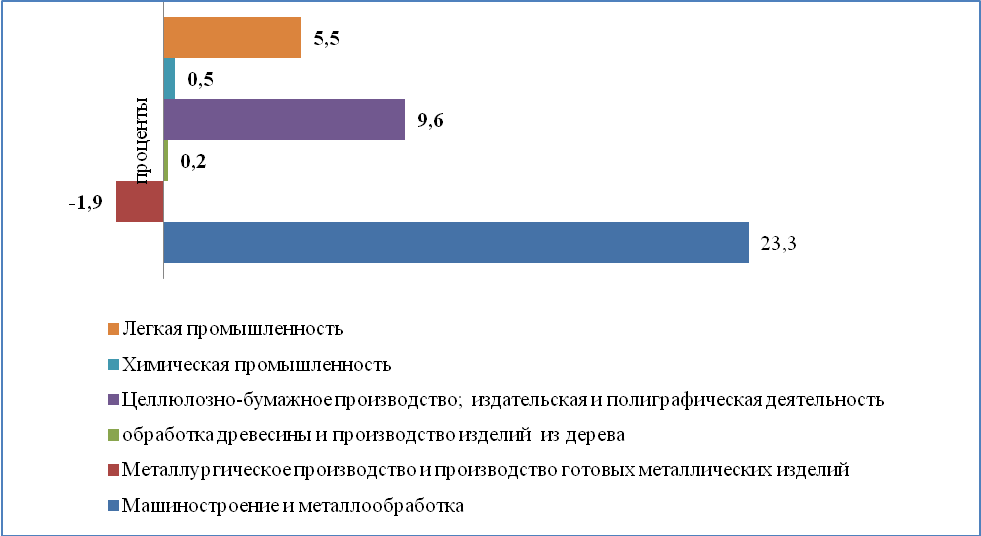 5,5
0,5
проценты
9,6
0,2
-1,9
23,3
Легкая промышленность
Химическая промышленность
Целлюлозно-бумажное производство; издательская и полиграфическая деятельность
обработка древесины и производство изделий из дерева
Металлургическое производство и производство готовых металлических изделий
Машиностроение и металлообработка